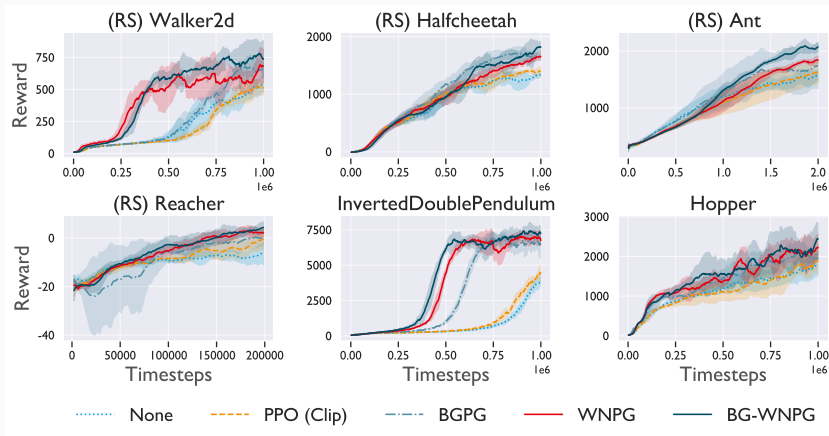 (RS) Walker2d (RS) Halfcheetah (RS) Ant
Reward
750
500
250
0
0.00 0.25 0.50 0.75 1.00
1e6
2000
1000
0
0.00 0.25 0.50 0.75 1.00
1e6
2000
1000
0.0 0.5 1.0 1.5 2.0
1e6
(RS) Reacher InvertedDoublePendulum Hopper
Reward
0
-20
-40
0 50000 100000 150000 200000
Timesteps
7500
5000
2500
0
0.00 0.25 0.50 0.75 1.00
1e6
Timesteps
3000
2000
1000
0
0.00 0.25 0.50 0.75 1.00
1e6
Timesteps
None PPO (Clip) BGPG WNPG BG-WNPG